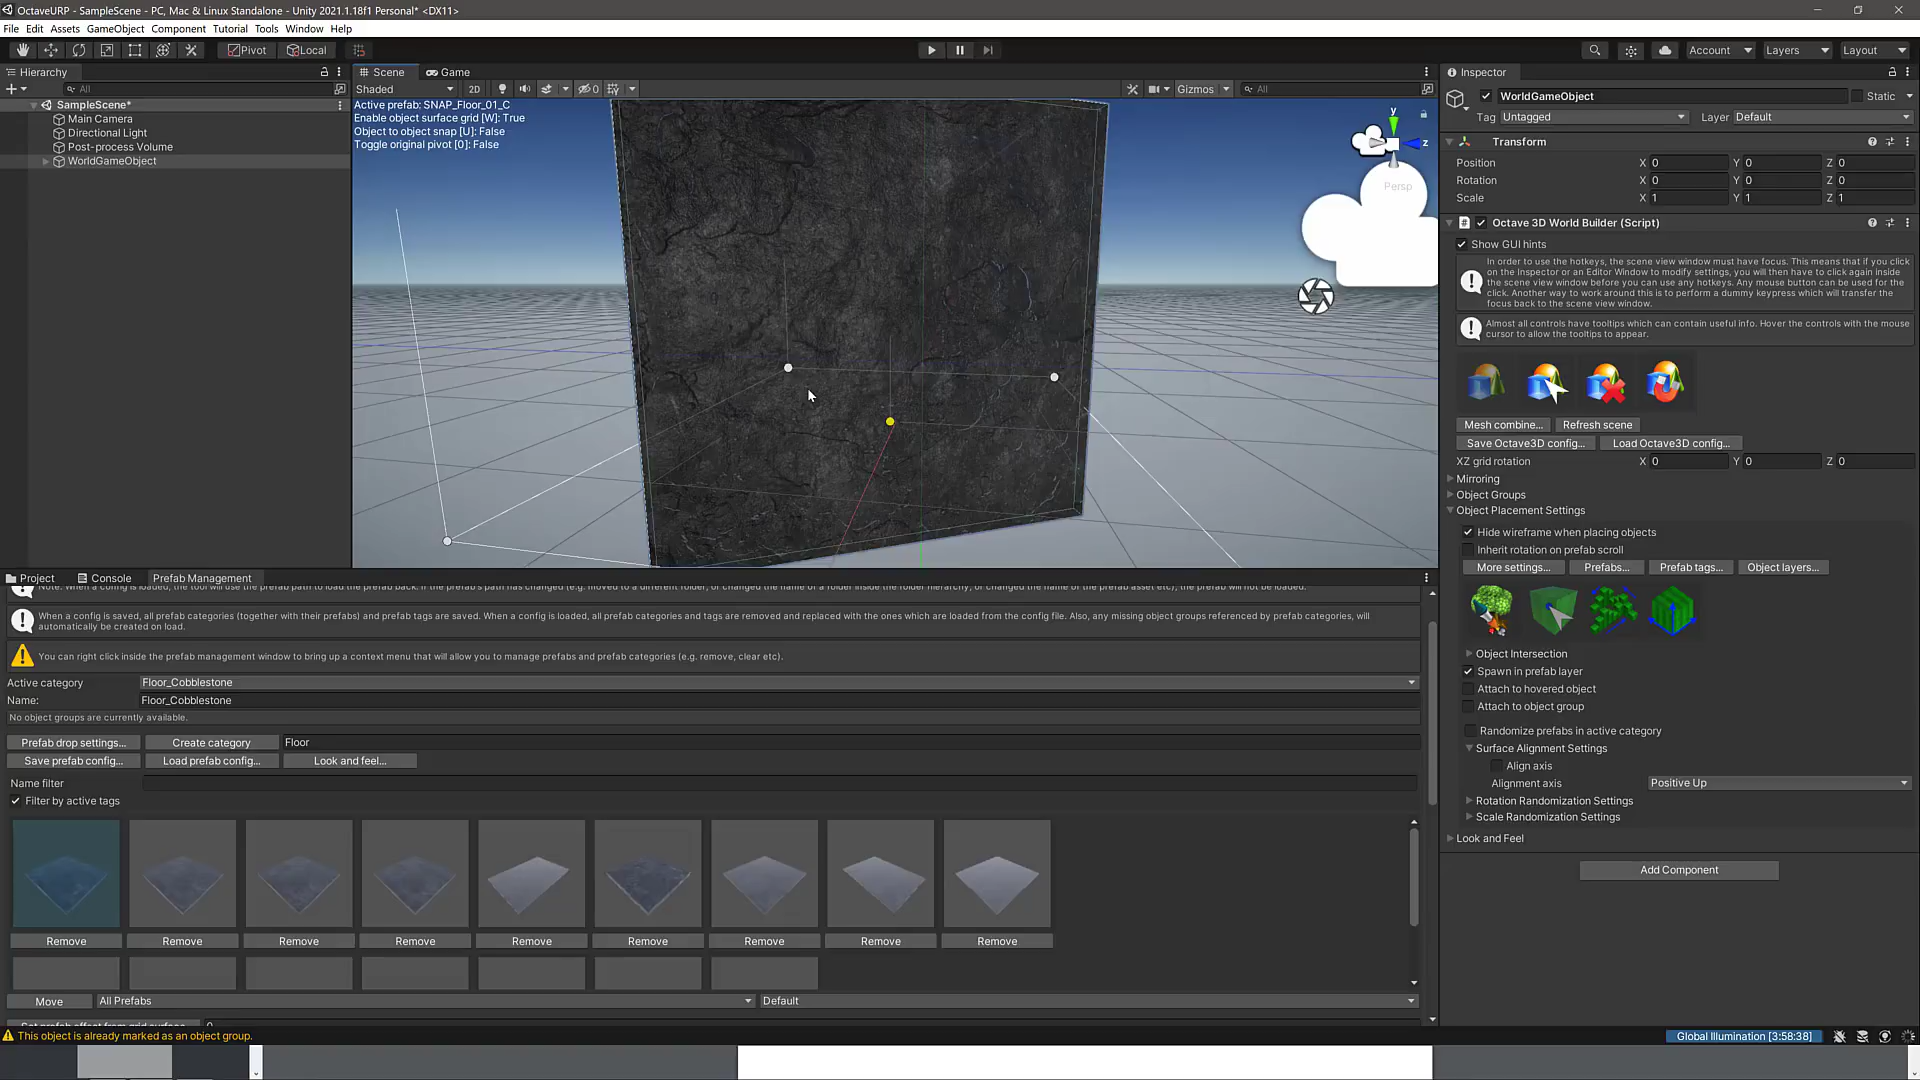 OctaveURP - SampleScene - PC, Mac & Linux Standalone - Unity 2021.1.18f1 Personal* <DX11>
File Edit Assets GameObject Component Tutorial Tools Window Help
Pivot Local Account Layers Layout
Hierarchy
All
SampleScene*
Main Camera
Directional Light
Post-process Volume
WorldGameObject
Scene Game
Shaded 2D 0 Gizmos All
Active prefab: SNAP_Floor_01_C
Enable object surface grid [W]: True
Object to object snap [U]: False
Toggle original pivot [0]: False
y
z
Persp
Inspector
WorldGameObject Static
Tag Untagged Layer Default
Transform
Position X 0 Y 0 Z 0
Rotation X 0 Y 0 Z 0
Scale X 1 Y 1 Z 1
Octave 3D World Builder (Script)
Show GUI hints
In order to use the hotkeys, the scene view window must have focus. This means that if you click
on the Inspector or an Editor Window to modify settings, you will then have to click again inside
the scene view window before you can use any hotkeys. Any mouse button can be used for the
click. Another way to work around this is to perform a dummy keypress which will transfer the
focus back to the scene view window.
Almost all controls have tooltips which can contain useful info. Hover the controls with the mouse
cursor to allow the tooltips to appear.
Mesh combine... Refresh scene
Save Octave3D config... Load Octave3D config...
XZ grid rotation X 0 Y 0 Z 0
Mirroring
Object Groups
Object Placement Settings
Hide wireframe when placing objects
Inherit rotation on prefab scroll
More settings... Prefabs... Prefab tags... Object layers...
Object Intersection
Spawn in prefab layer
Attach to hovered object
Attach to object group
Randomize prefabs in active category
Surface Alignment Settings
Align axis
Alignment axis Positive Up
Rotation Randomization Settings
Scale Randomization Settings
Look and Feel
Add Component
Project Console Prefab Management
Note: When a config is loaded, the tool will use the prefab path to load the prefab back. If the prefab's path has changed (e.g. moved to a different folder, or changed the name of a folder inside the folder hierarchy, or changed the name of the prefab asset etc), the prefab will not be loaded.
When a config is saved, all prefab categories (together with their prefabs) and prefab tags are saved. When a config is loaded, all prefab categories and tags are removed and replaced with the ones which are loaded from the config file. Also, any missing object groups referenced by prefab categories, will
automatically be created on load.
You can right click inside the prefab management window to bring up a context menu that will allow you to manage prefabs and prefab categories (e.g. remove, clear etc).
Active category Floor_Cobblestone
Name: Floor_Cobblestone
No object groups are currently available.
Prefab drop settings... Create category Floor
Save prefab config... Load prefab config... Look and feel...
Name filter
Filter by active tags
Remove Remove Remove Remove Remove Remove Remove Remove Remove
Move All Prefabs Default
Set prefab offset from grid surface 0
This object is already marked as an object group.
Global Illumination [3:58:38]